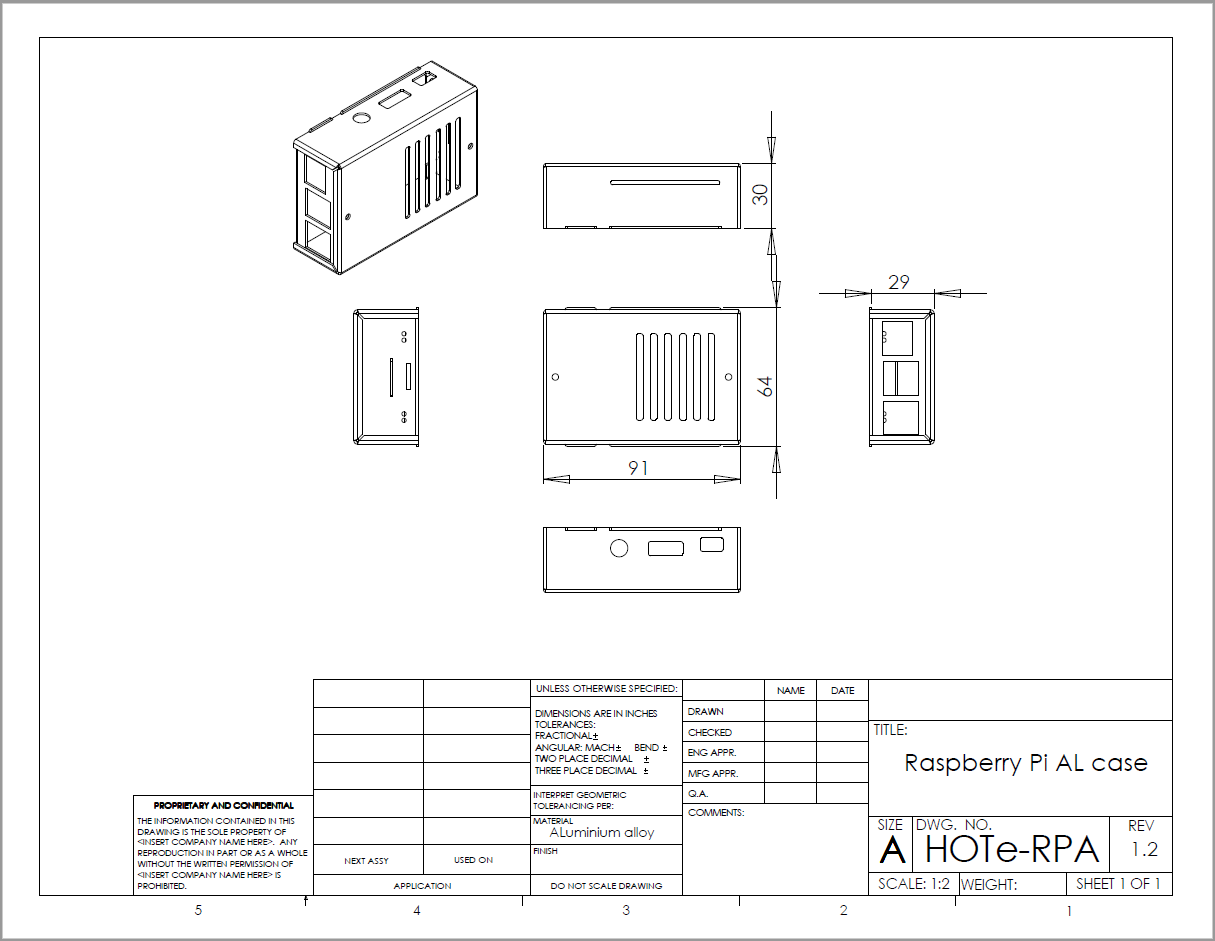 30
29
64
91
UNLESS OTHERWISE SPECIFIED:
DIMENSIONS ARE IN INCHES
TOLERANCES:
FRACTIONAL±
ANGULAR: MACH± BEND ±
TWO PLACE DECIMAL ±
THREE PLACE DECIMAL ±
INTERPRET GEOMETRIC
TOLERANCING PER:
MATERIAL
ALuminium alloy
FINISH
DO NOT SCALE DRAWING
NAME DATE
DRAWN
CHECKED
ENG APPR.
MFG APPR.
Q.A.
COMMENTS:
TITLE:
Raspberry Pi AL case
SIZE DWG. NO. REV
A HOTe-RPA 1.2
SCALE: 1:2 WEIGHT: SHEET 1 OF 1
PROPRIETARY AND CONFIDENTIAL
THE INFORMATION CONTAINED IN THIS
DRAWING IS THE SOLE PROPERTY OF
<INSERT COMPANY NAME HERE>. ANY
REPRODUCTION IN PART OR AS A WHOLE
WITHOUT THE WRITTEN PERMISSION OF
<INSERT COMPANY NAME HERE> IS
PROHIBITED.
NEXT ASSY USED ON
APPLICATION
5 4 3 2 1